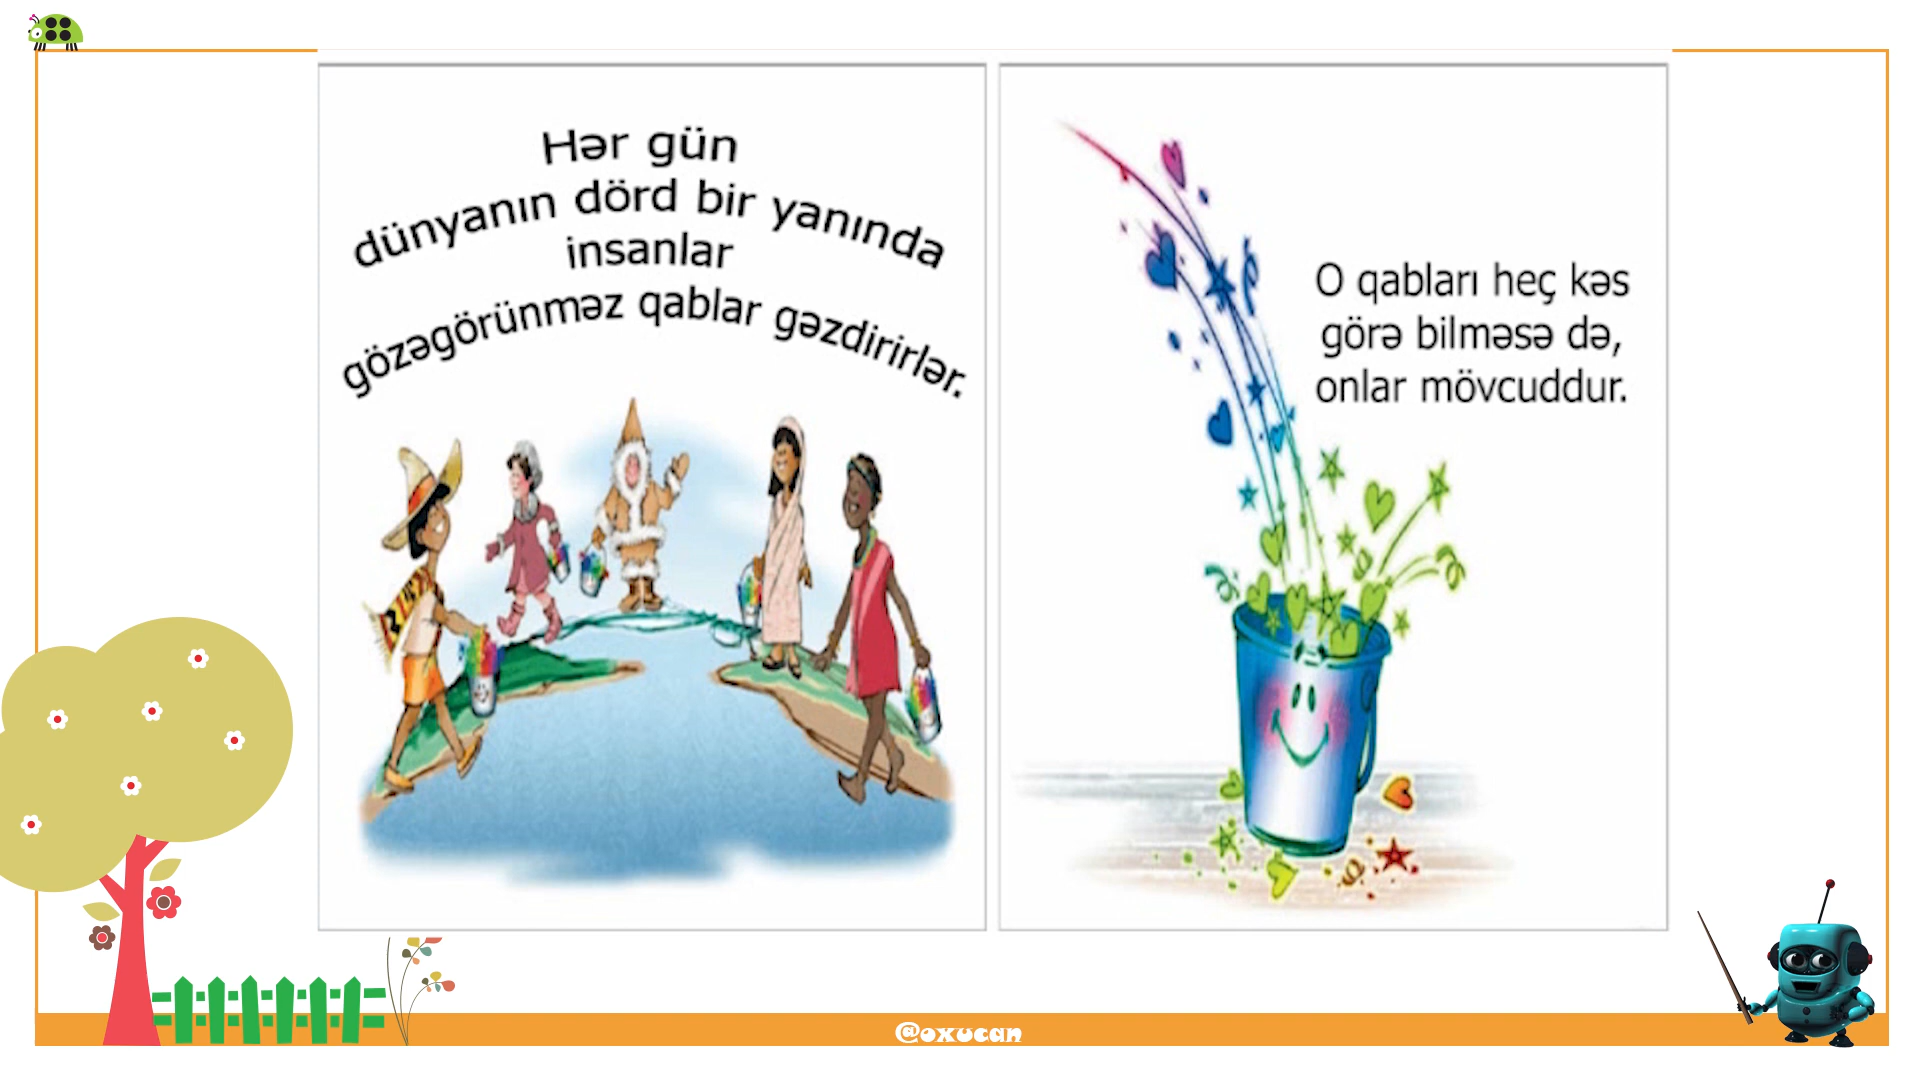 Hər gün
dünyanın dörd bir yanında
insanlar
gözəgörünməz qablar gəzdirirlər.
O qabları heç kəs
görə bilməsə də,
onlar mövcuddur.
@oxucan